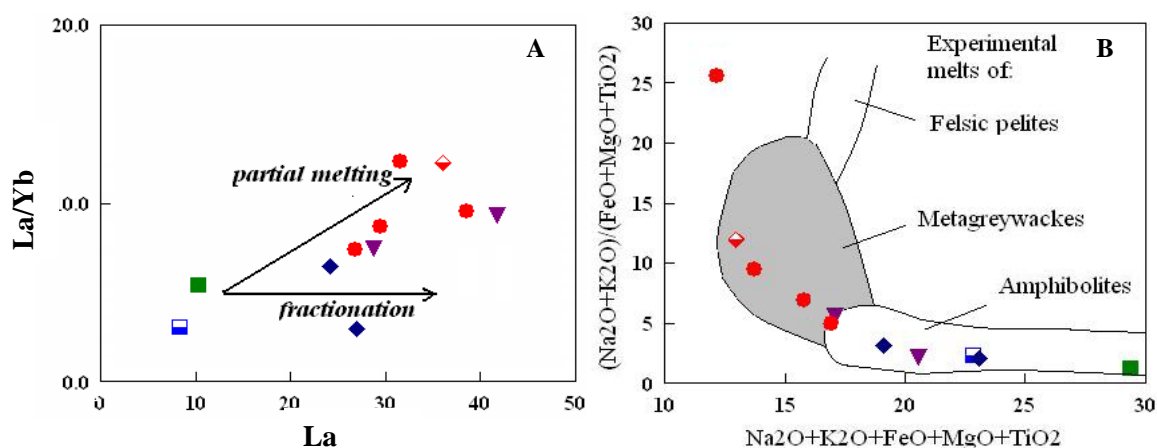 A
20.0
.0.0
0.0
La/Yb
partial melting
fractionation
0
10
20
30
40
50
La
B
30
25
20
15
10
5
0
(Na2O+K2O)/(FeO+MgO+TiO2)
Experimental
melts of:
Felsic pelites
Metagreywackes
Amphibolites
10
15
20
25
30
Na2O+K2O+FeO+MgO+TiO2